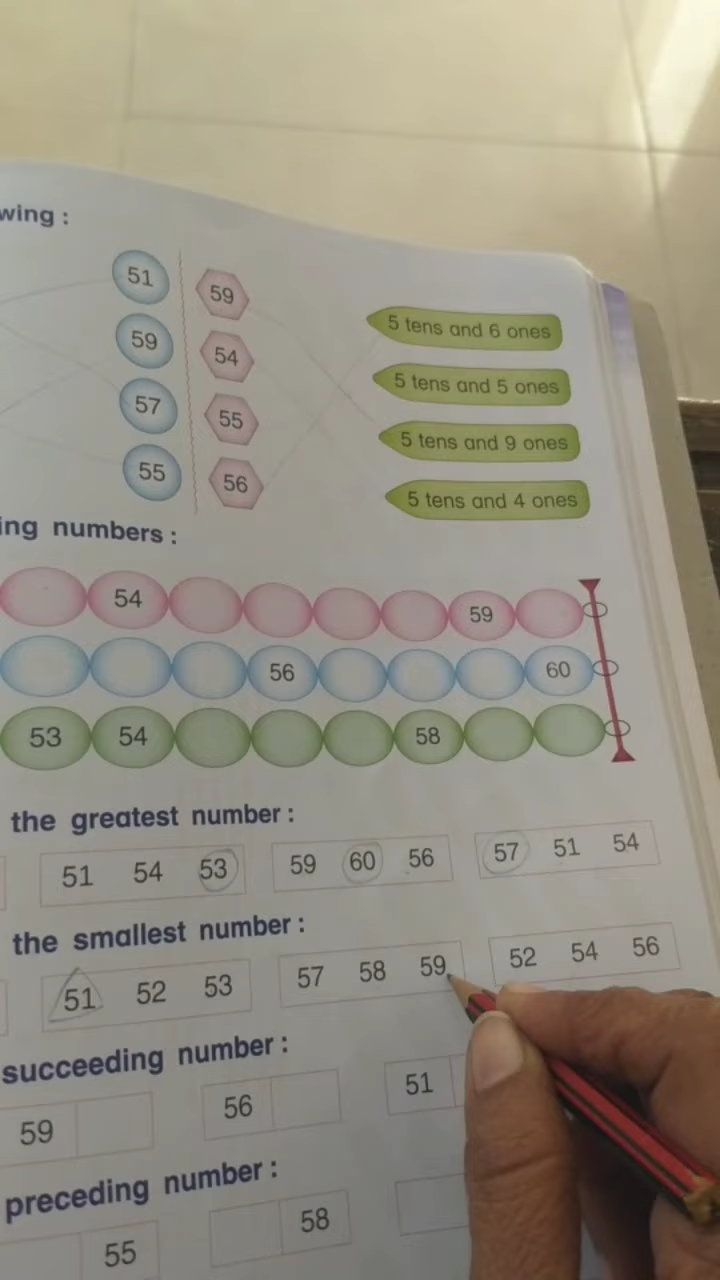 wing :
51 59 5 tens and 6 ones
59 54 5 tens and 5 ones
57 55 5 tens and 9 ones
55 56 5 tens and 4 ones
ing numbers :
54 59
56 60
53 54 58
the greatest number :
51 54 53 59 60 56 57 51 54
the smallest number :
51 52 53 57 58 59 52 54 56
succeeding number :
59 56 51
preceding number :
55 58